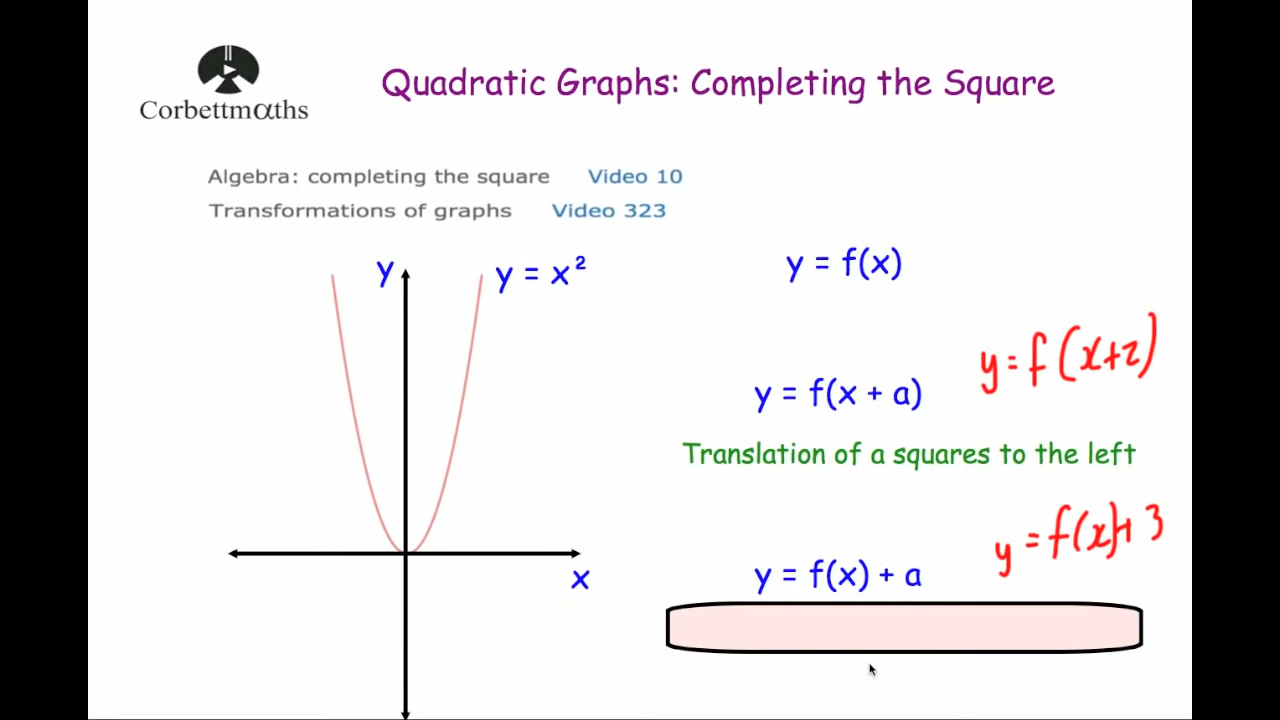 Corbettmαths
Quadratic Graphs: Completing the Square
Algebra: completing the square Video 10
Transformations of graphs Video 323
y
y = x²
x
y = f(x)
y = f(x+2)
y = f(x + a)
Translation of a squares to the left
y = f(x)+ 3
y = f(x) + a